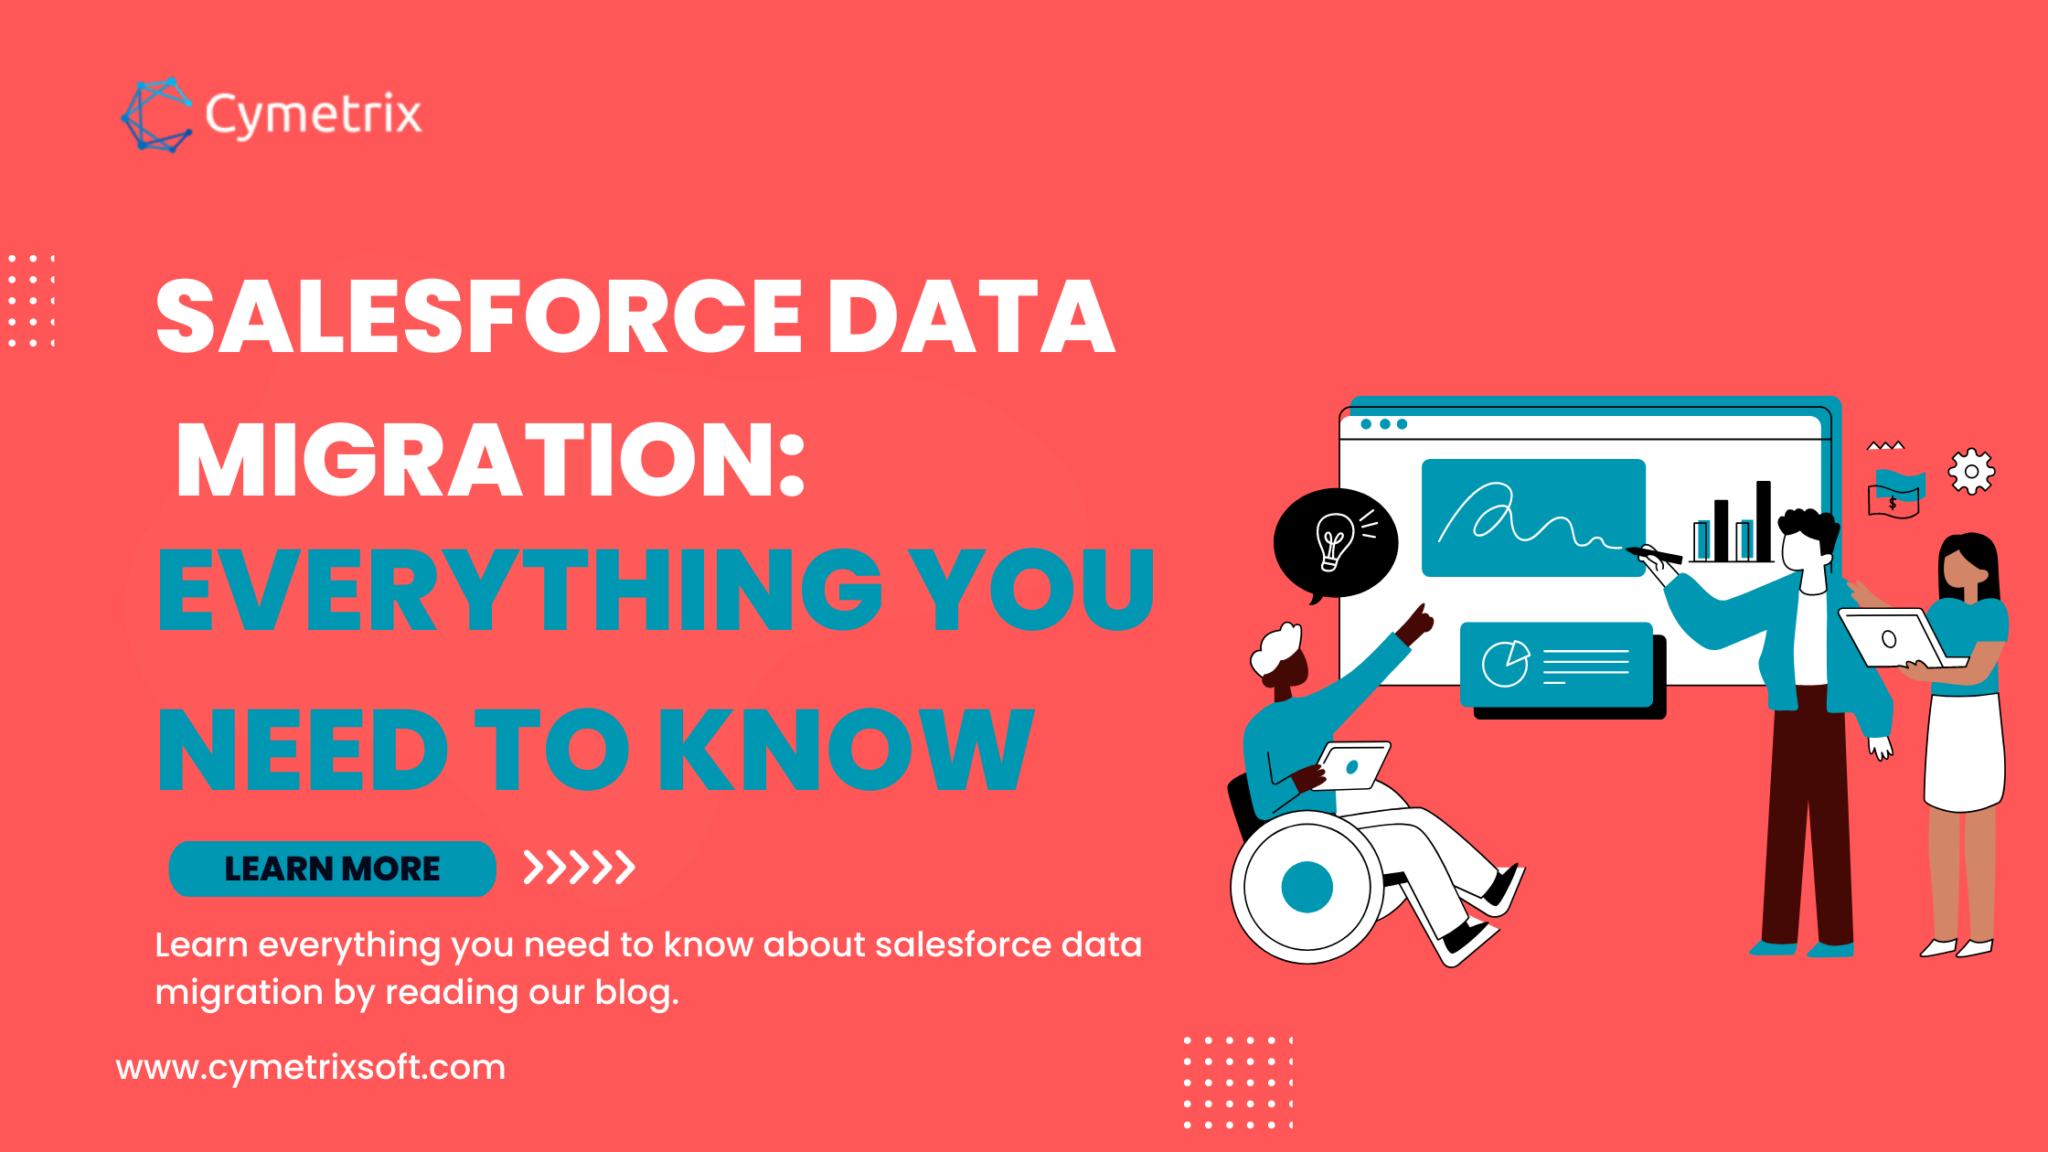 Cymetrix
SALESFORCE DATA
MIGRATION:
EVERYTHING YOU
NEED TO KNOW
LEARN MORE
Learn everything you need to know about salesforce data
migration by reading our blog.
www.cymetrixsoft.com
$